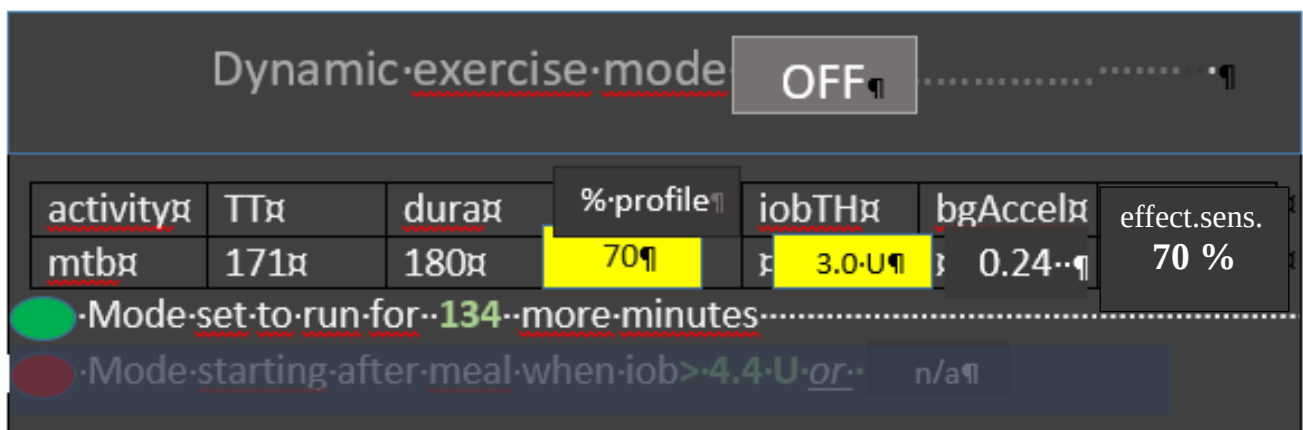 Dynamic·exercise·mode OFF¶ ¶
activity¤ TT¤ dura¤ %·profile¶ iobTH¤ bgAccel¤ effect.sens.
mtb¤ 171¤ 180¤ 70¶ ¤ 3.0·U¶ ¤ 0.24··¶ 70 %
·Mode·set·to·run·for··134··more·minutes
·Mode·starting·after·meal·when·iob>·4.4·U·or·· n/a¶